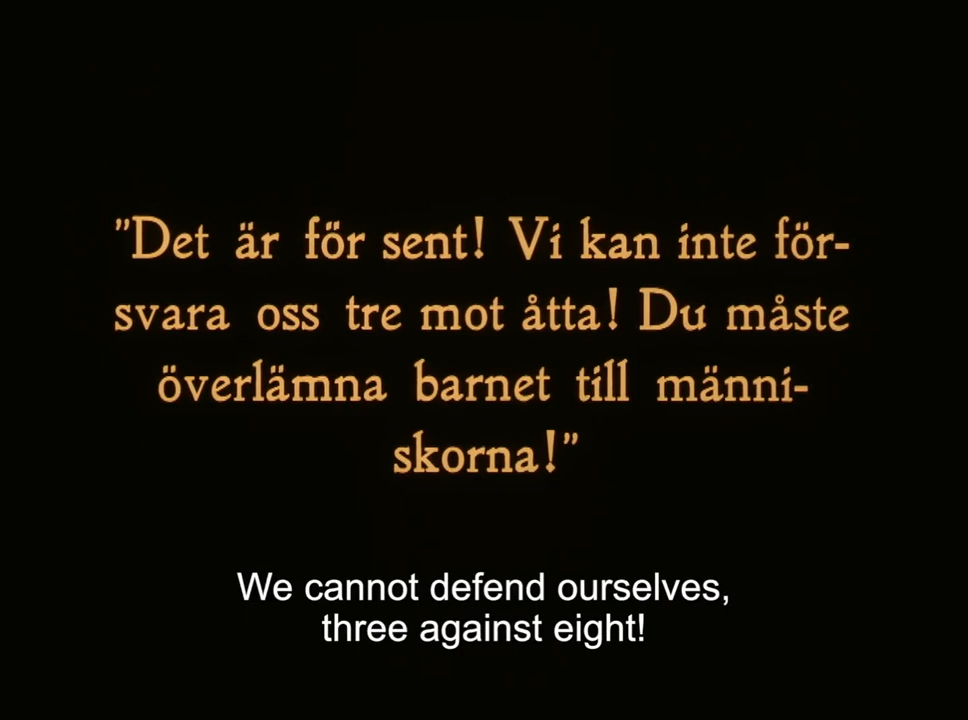 "Det är för sent! Vi kan inte för-
svara oss tre mot åtta! Du måste
överlämna barnet till männi-
skorna!"
We cannot defend ourselves,
three against eight!